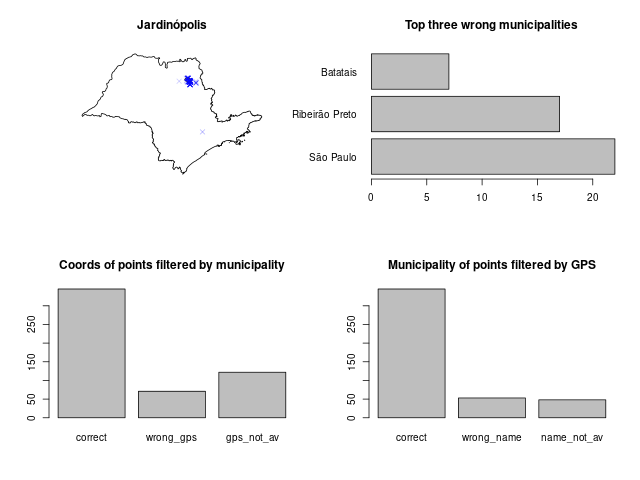 Jardinópolis
Top three wrong municipalities
Batatais
Ribeirão Preto
São Paulo
0 5 10 15 20
Coords of points filtered by municipality
250
150
50
0
correct wrong_gps gps_not_av
Municipality of points filtered by GPS
250
150
50
0
correct wrong_name name_not_av